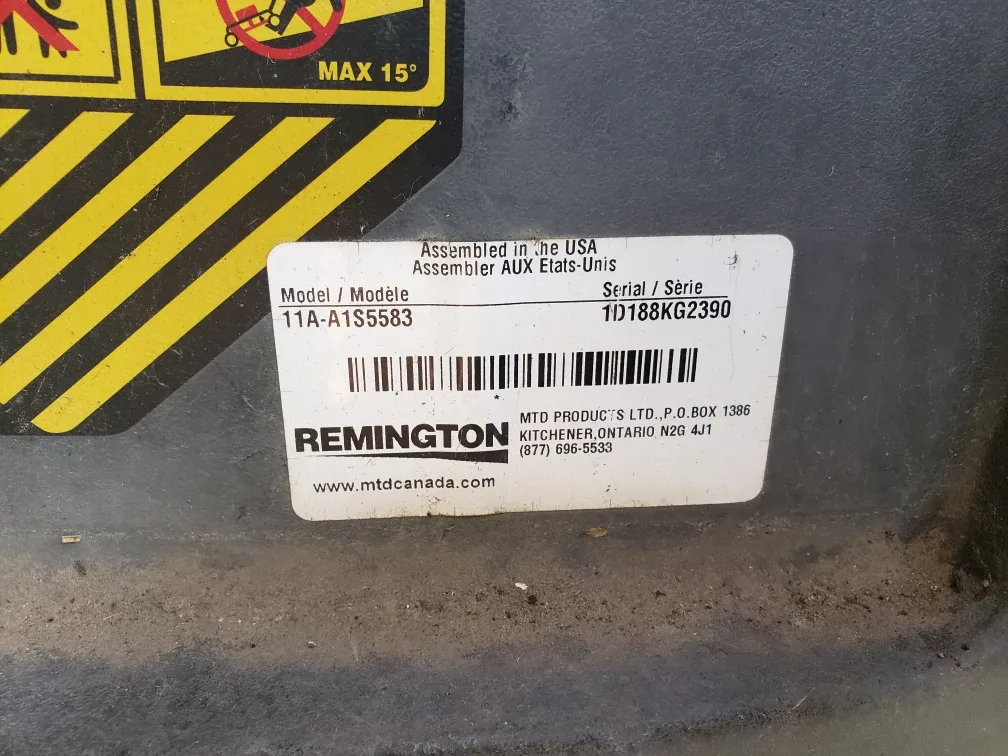 MAX 15°
Assembled in the USA
Assembler AUX Etats-Unis
Model / Modèle Serial / Sèrie
11A-A1S5583 1D188KG2390
*
REMINGTON
MTD PRODUCTS LTD.,P.O.BOX 1386
KITCHENER,ONTARIO N2G 4J1
(877) 696-5533
www.mtdcanada.com